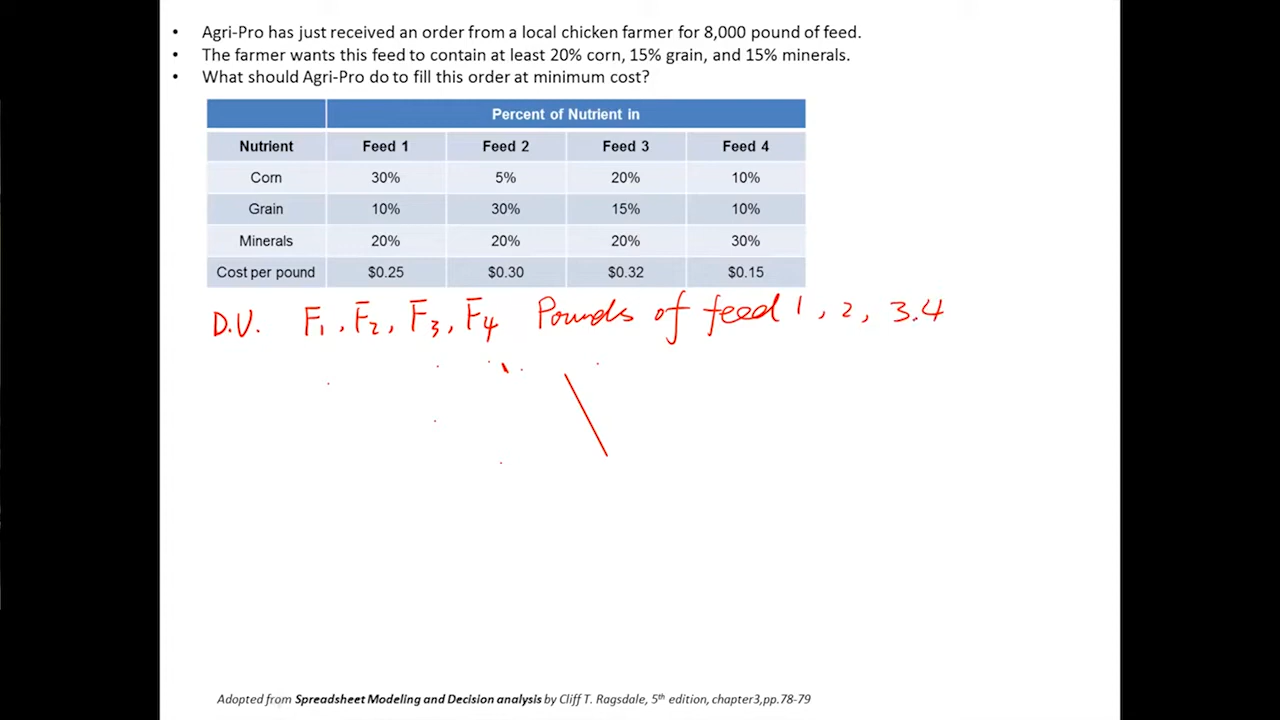 • Agri-Pro has just received an order from a local chicken farmer for 8,000 pound of feed.
• The farmer wants this feed to contain at least 20% corn, 15% grain, and 15% minerals.
• What should Agri-Pro do to fill this order at minimum cost?
Percent of Nutrient in
Nutrient Feed 1 Feed 2 Feed 3 Feed 4
Corn 30% 5% 20% 10%
Grain 10% 30% 15% 10%
Minerals 20% 20% 20% 30%
Cost per pound $0.25 $0.30 $0.32 $0.15
D.V. F1, F2, F3, F4 Pounds of feed 1, 2, 3.4
Adopted from Spreadsheet Modeling and Decision analysis by Cliff T. Ragsdale, 5th edition, chapter3,pp.78-79